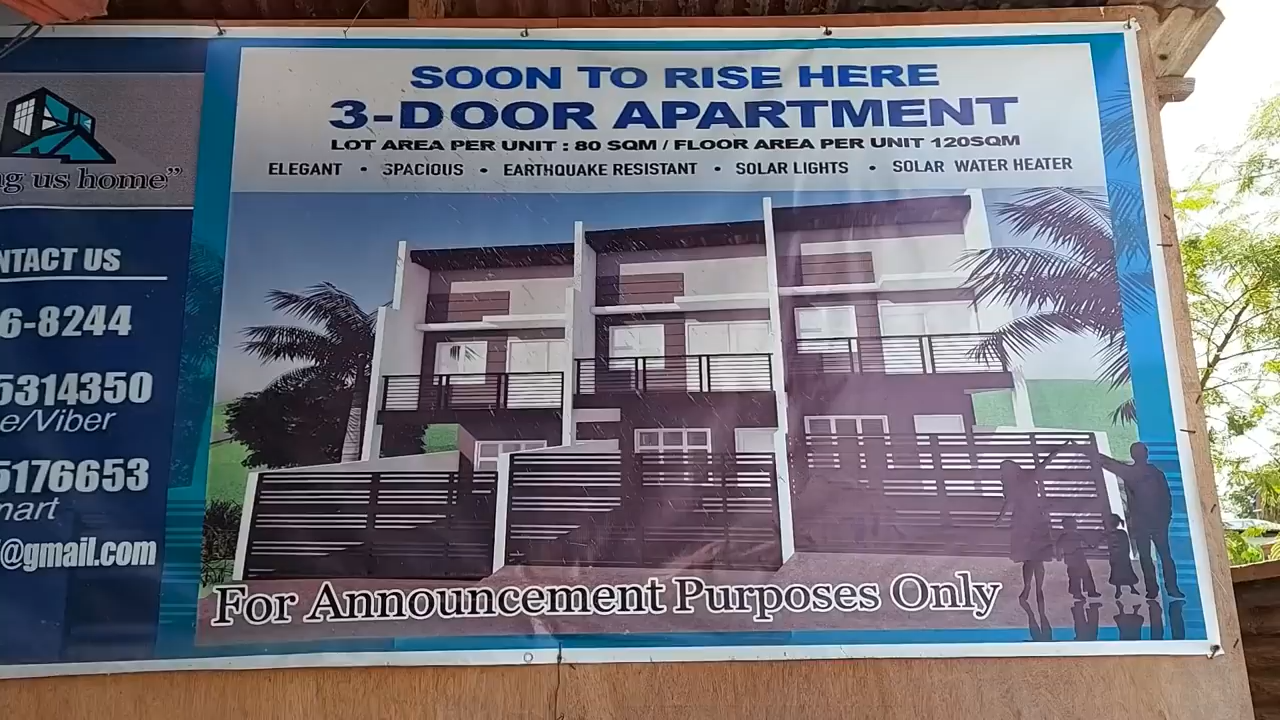 ng us home”
NTACT US
6-8244
5314350
e/Viber
5176653
mart
@gmail.com
SOON TO RISE HERE
3-DOOR APARTMENT
LOT AREA PER UNIT : 80 SQM / FLOOR AREA PER UNIT 120SQM
ELEGANT • SPACIOUS • EARTHQUAKE RESISTANT • SOLAR LIGHTS • SOLAR WATER HEATER
For Announcement Purposes Only